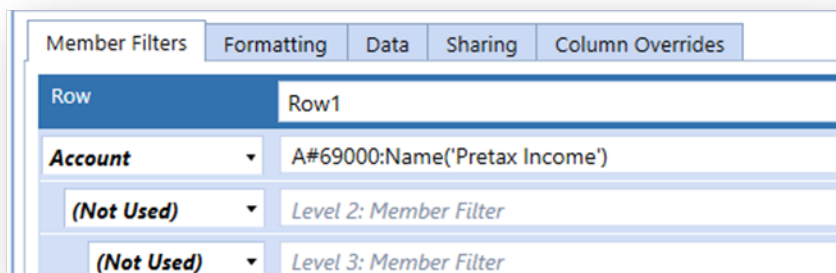 Member Filters Formatting Data Sharing Column Overrides
Row Row1
Account A#69000:Name('Pretax Income')
(Not Used) Level 2: Member Filter
(Not Used) Level 3: Member Filter